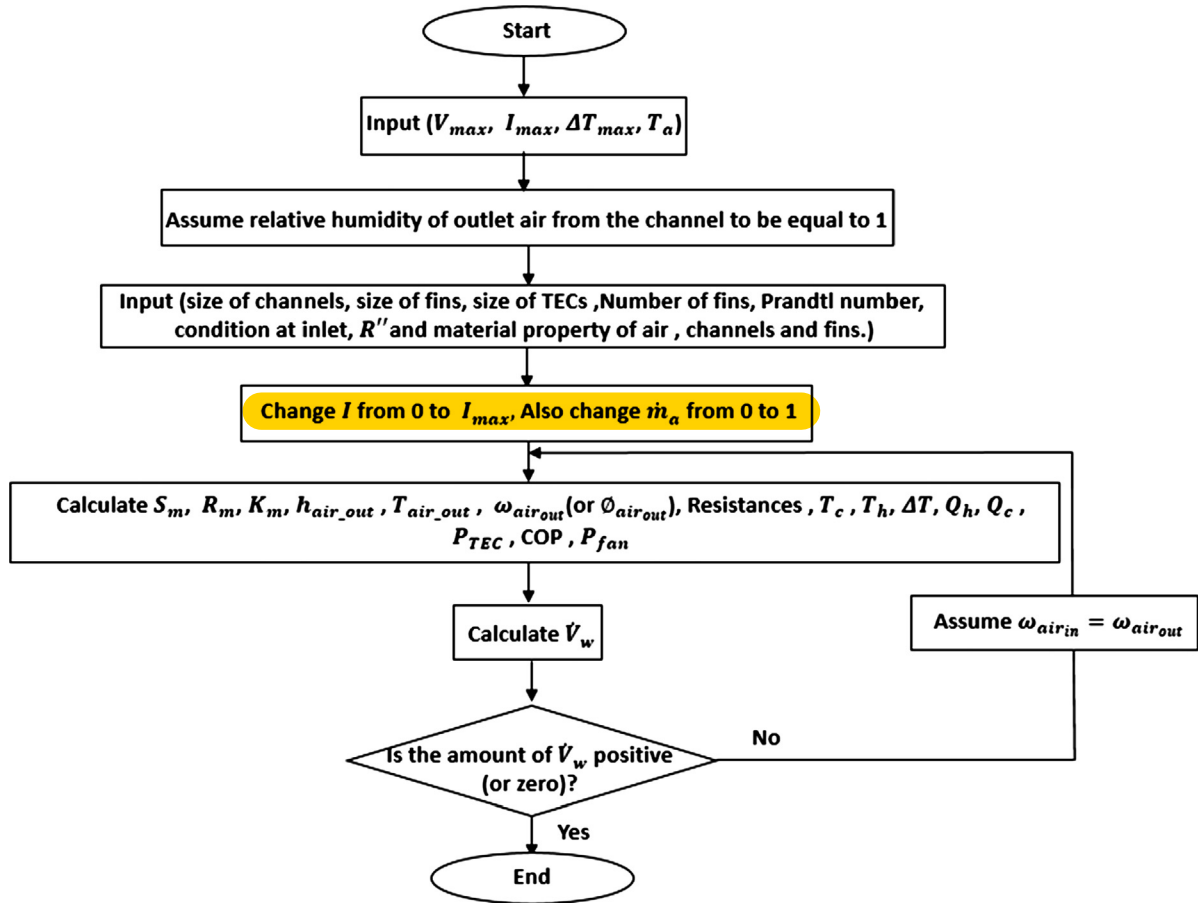 Start
Input (V_max, I_max, ΔT_max, T_a)
Assume relative humidity of outlet air from the channel to be equal to 1
Input (size of channels, size of fins, size of TECs ,Number of fins, Prandtl number,
condition at inlet, R″ and material property of air , channels and fins.)
Change I from 0 to I_max, Also change ṁ_a from 0 to 1
Calculate S_m, R_m, K_m, h_air_out , T_air_out , ω_air_out (or ∅_air_out), Resistances , T_c , T_h , ΔT, Q_h , Q_c ,
P_TEC , COP , P_fan
Calculate V̇_w
Assume ω_air_in = ω_air_out
Is the amount of V̇_w positive
(or zero)?
No
Yes
End